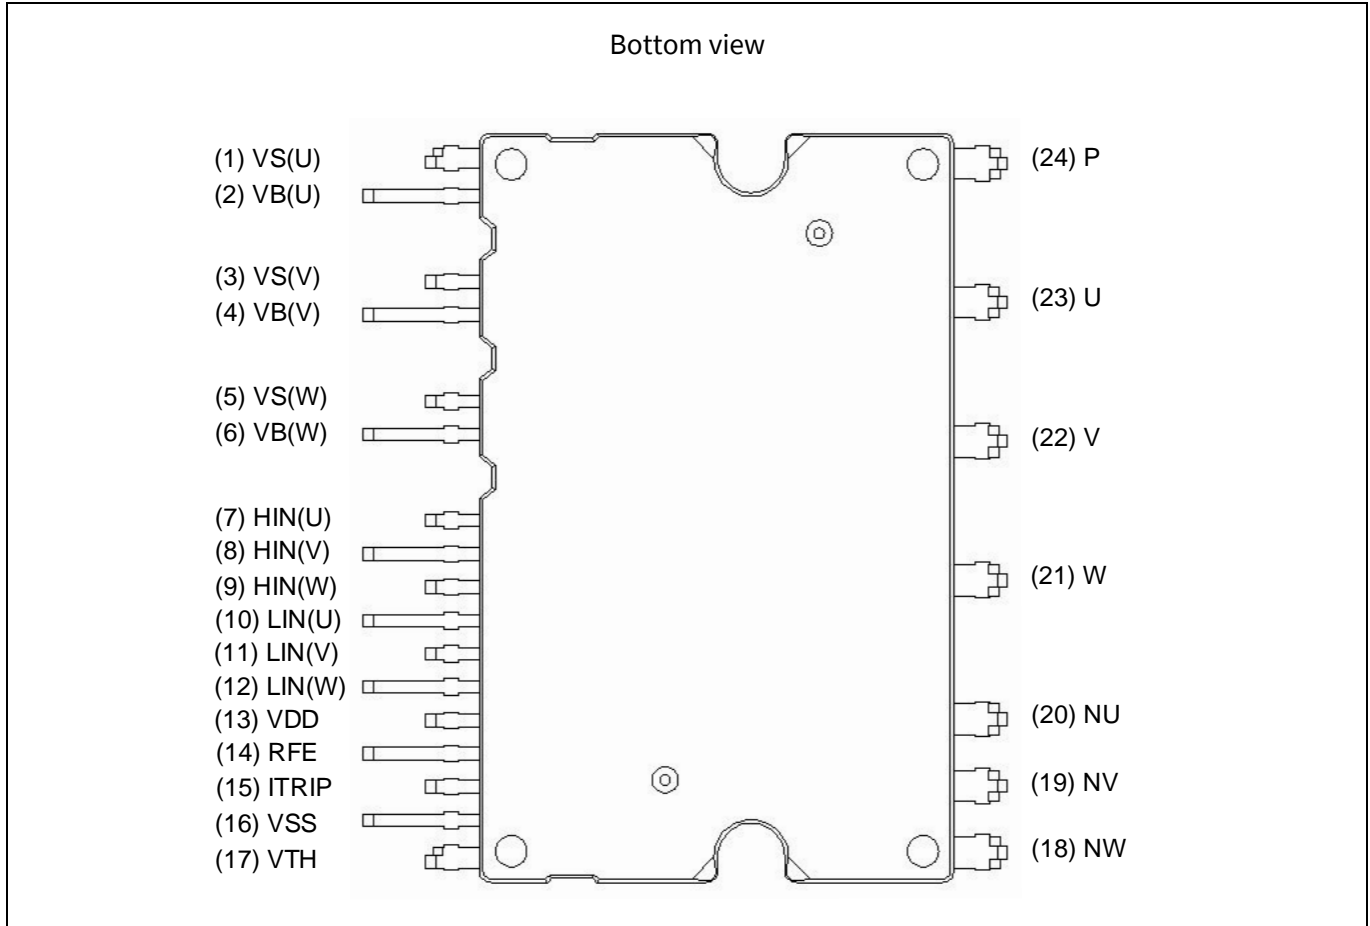 Bottom view
(1) VS(U)
(2) VB(U)
(3) VS(V)
(4) VB(V)
(5) VS(W)
(6) VB(W)
(7) HIN(U)
(8) HIN(V)
(9) HIN(W)
(10) LIN(U)
(11) LIN(V)
(12) LIN(W)
(13) VDD
(14) RFE
(15) ITRIP
(16) VSS
(17) VTH
(24) P
(23) U
(22) V
(21) W
(20) NU
(19) NV
(18) NW